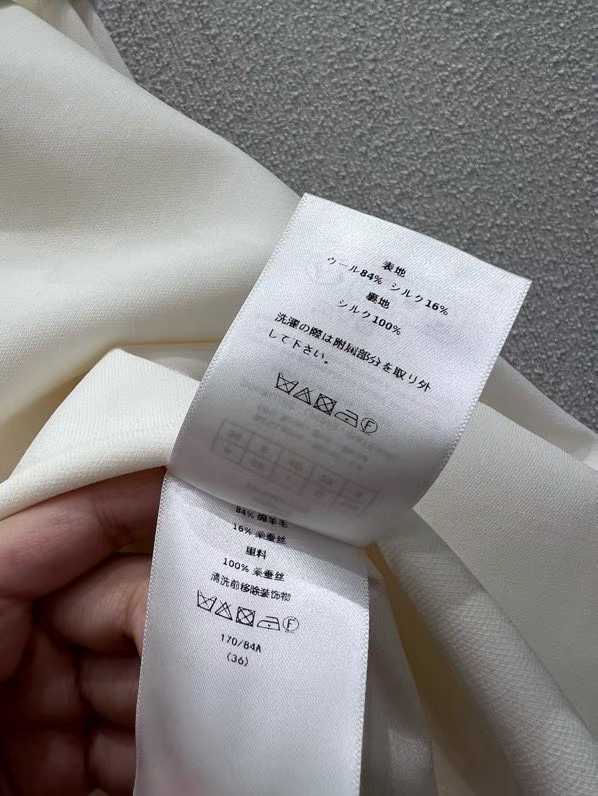 表地
ウール84% シルク16%
裏地
シルク100%
洗濯の際は附属部分を取り外
して下さい。
F
84% 绵羊毛
16% 桑蚕丝
里料
100% 桑蚕丝
清洗前移除装饰物
F
170/84A
(36)